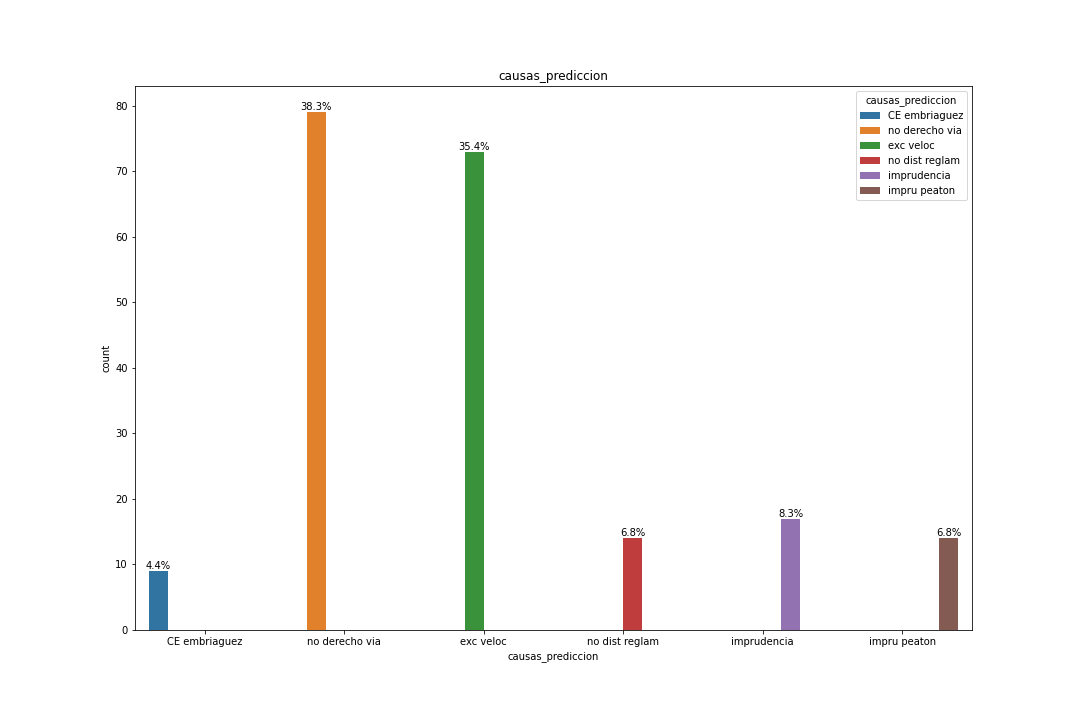 causas_prediccion
causas_prediccion
CE embriaguez
no derecho via
exc veloc
no dist reglam
imprudencia
impru peaton
80
70
60
50
40
30
20
10
0
count
4.4%
38.3%
35.4%
6.8%
8.3%
6.8%
CE embriaguez no derecho via exc veloc no dist reglam imprudencia impru peaton
causas_prediccion